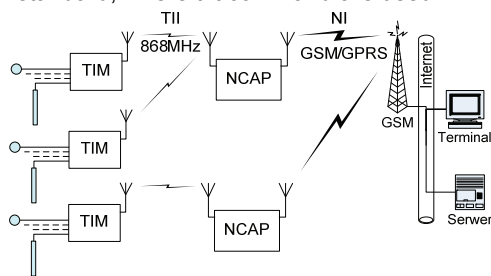 TII
NI
868MHz
GSM/GPRS
TIM
NCAP
Internet
GSM
Terminal
TIM
Serwer
TIM
NCAP